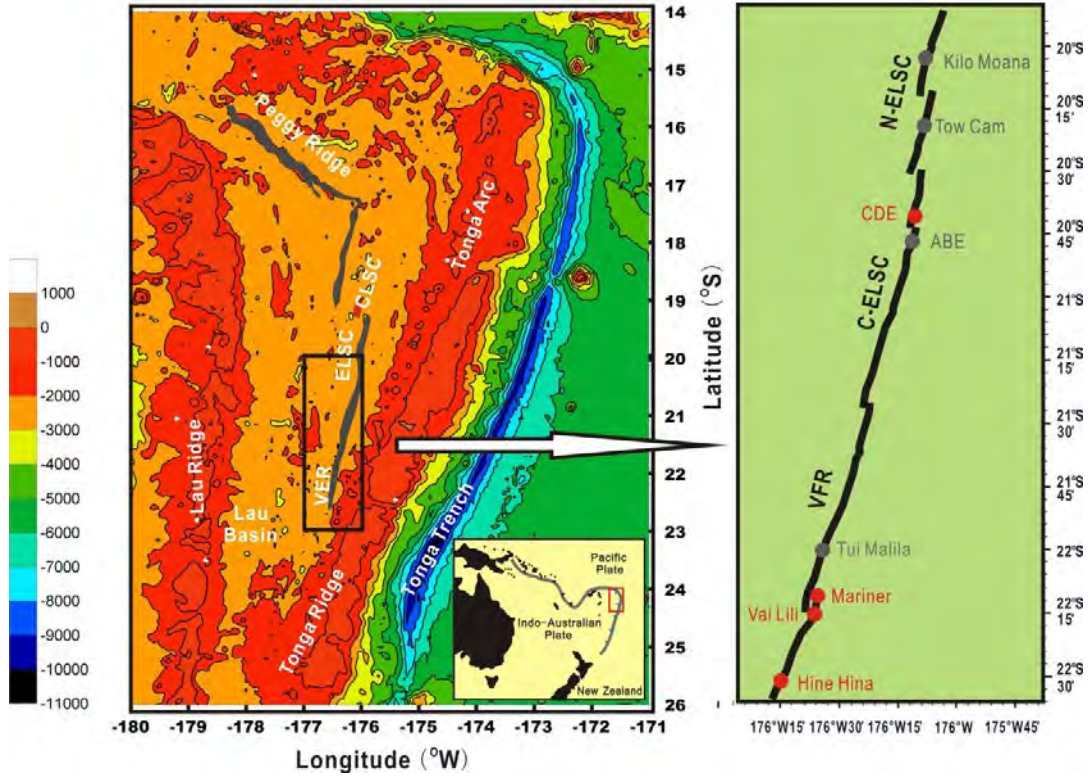 1000
0
-1000
-2000
-3000
-4000
-5000
-6000
-7000
-8000
-9000
-10000
-11000
Peggy Ridge
Tonga Arc
CLSC
ELSC
Lau Ridge
VER
Lau
Basin
Tonga Trench
Tonga Ridge
Pacific
Plate
Indo-Australian
Plate
New Zealand
14
15
16
17
18
19
20
21
22
23
24
25
26
Latitude (°S)
-180
-179
-178
-177
-176
-175
-174
-173
-172
-171
Longitude (°W)
N-ELSC
Kilo Moana
Tow Cam
CDE
ABE
C-ELSC
VFR
Tui Malila
Mariner
Vai Lili
Hine Hina
20°S
20°S
15'
20°S
30'
20°S
45'
21°S
21°S
15'
21°S
30'
21°S
45'
22°S
22°S
15'
22°S
30'
176°W15
176°W30
176°W15
176°W
175°W45